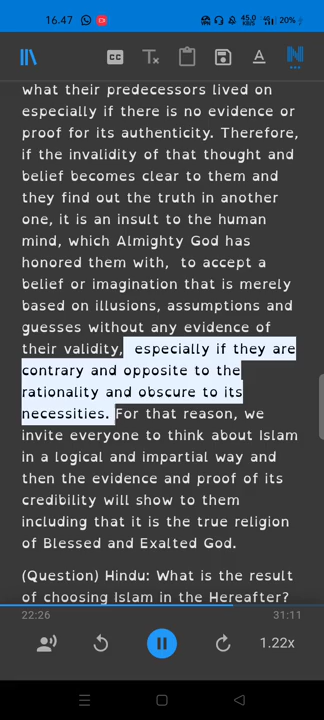 16.47
4G 45.0 KB/S 4G 20%
CC T× A N
what their predecessors lived on
especially if there is no evidence or
proof for its authenticity. Therefore,
if the invalidity of that thought and
belief becomes clear to them and
they find out the truth in another
one, it is an insult to the human
mind, which Almighty God has
honored them with,  to accept a
belief or imagination that is merely
based on illusions, assumptions and
guesses without any evidence of
their validity,  especially if they are
contrary and opposite to the
rationality and obscure to its
necessities. For that reason, we
invite everyone to think about Islam
in a logical and impartial way and
then the evidence and proof of its
credibility will show to them
including that it is the true religion
of Blessed and Exalted God.
(Question) Hindu: What is the result
of choosing Islam in the Hereafter?
22:26 31:11
1.22x